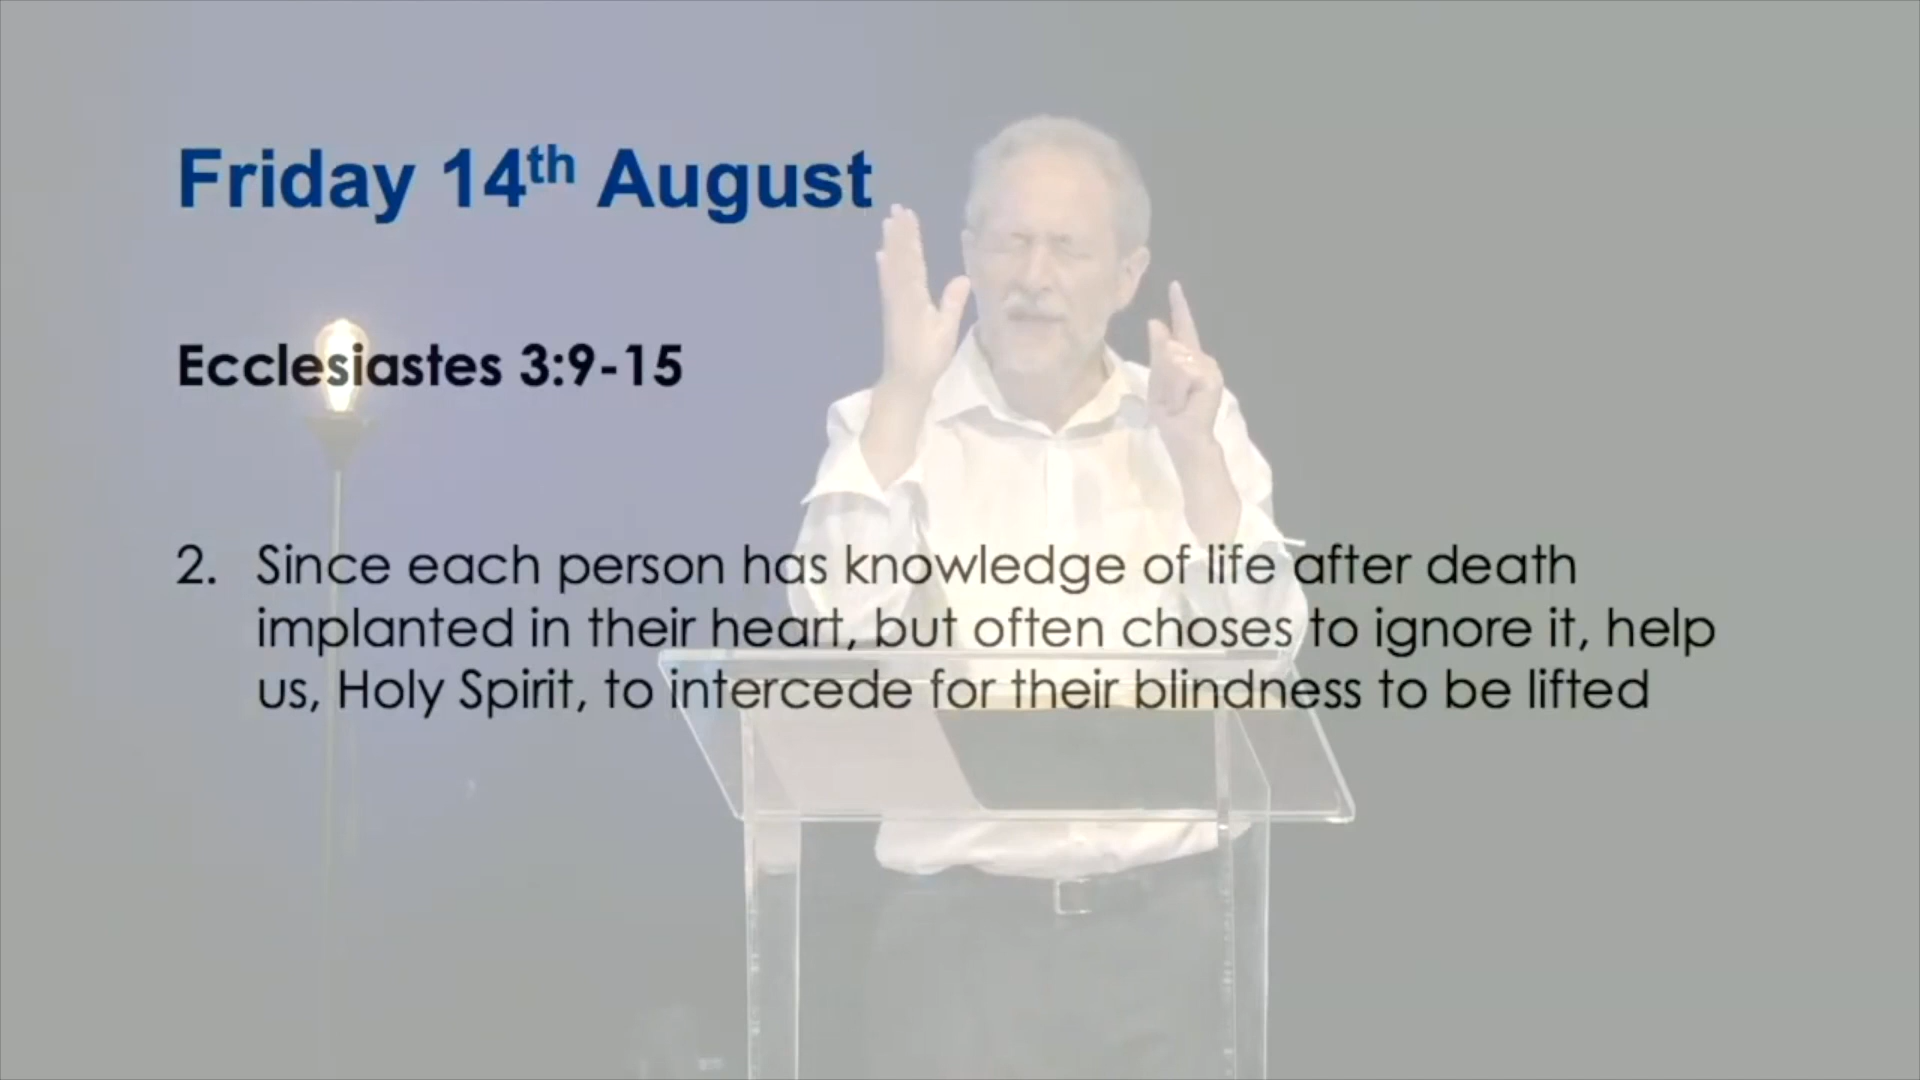 Friday 14th August
Ecclesiastes 3:9-15
2. Since each person has knowledge of life after death
implanted in their heart, but often choses to ignore it, help
us, Holy Spirit, to intercede for their blindness to be lifted